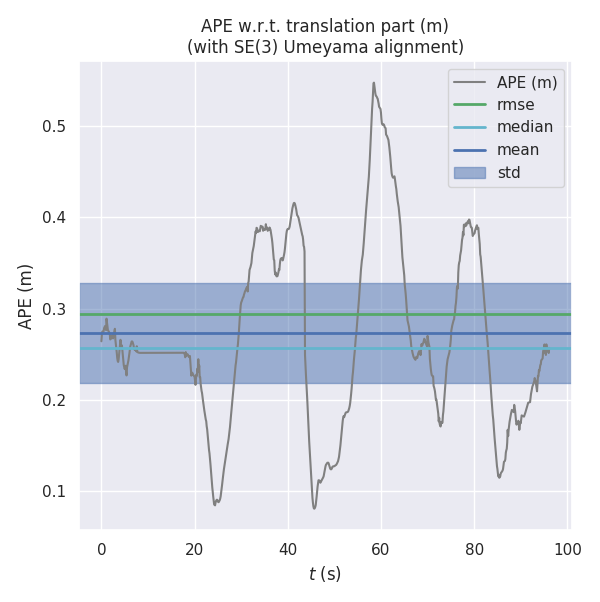 APE w.r.t. translation part (m)
(with SE(3) Umeyama alignment)
APE (m)
rmse
median
mean
std
0.5
0.4
0.3
0.2
0.1
APE (m)
0 20 40 60 80 100
t (s)